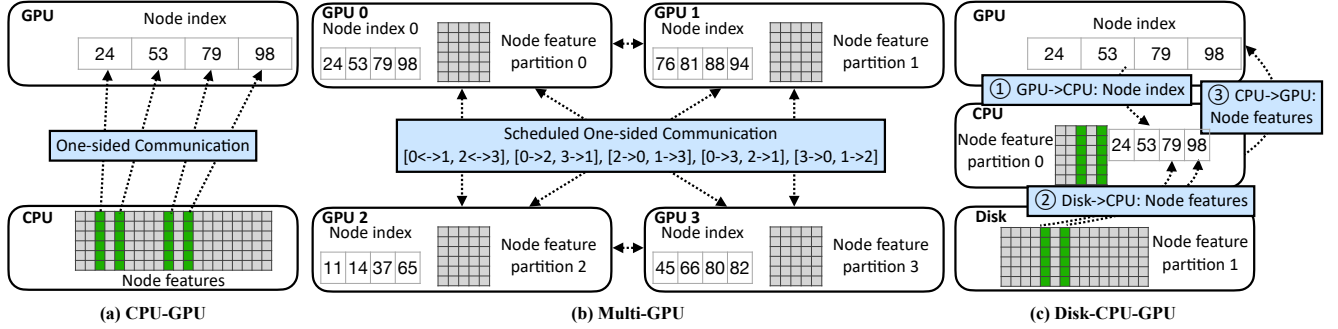 GPU
Node index
24 53 79 98
One-sided Communication
CPU
Node features
(a) CPU-GPU
GPU 0
Node index 0
24 53 79 98
Node feature
partition 0
GPU 1
Node index
76 81 88 94
Node feature
partition 1
Scheduled One-sided Communication
[0<->1, 2<->3], [0->2, 3->1], [2->0, 1->3], [0->3, 2->1], [3->0, 1->2]
GPU 2
Node index
11 14 37 65
Node feature
partition 2
GPU 3
Node index
45 66 80 82
Node feature
partition 3
(b) Multi-GPU
GPU
Node index
24 53 79 98
① GPU->CPU: Node index
③ CPU->GPU:
Node features
CPU
Node feature
partition 0
24 53 79 98
② Disk->CPU: Node features
Disk
Node feature
partition 1
(c) Disk-CPU-GPU